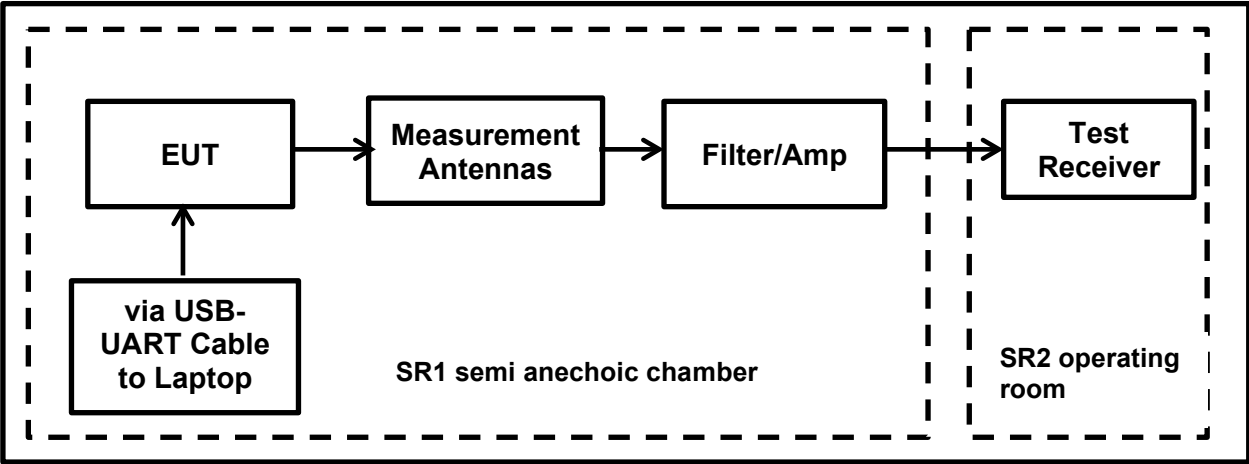 EUT
Measurement
Antennas
Filter/Amp
Test
Receiver
via USB-
UART Cable
to Laptop
SR1 semi anechoic chamber
SR2 operating
room